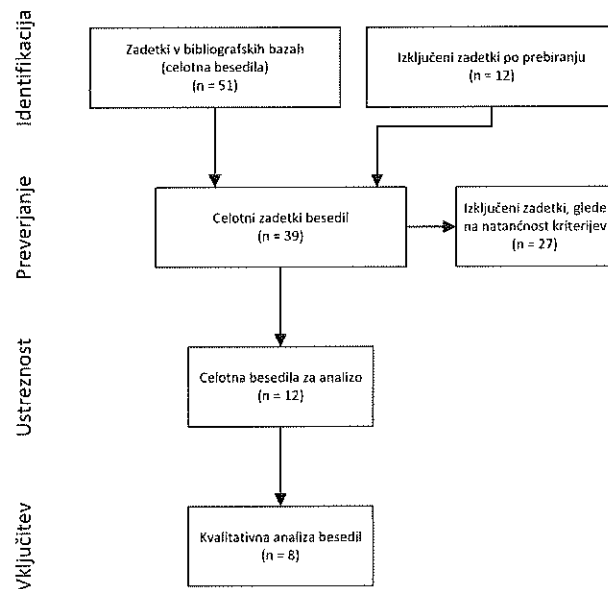 Identifikacija
Zadetki v bibliografskih bazah
(celotna besedila)
(n = 51)
Izključeni zadetki po prebiranju
(n = 12)
Preverjanje
Celotni zadetki besedil
(n = 39)
Izključeni zadetki, glede
na natančnost kriterijev
(n = 27)
Ustreznost
Celotna besedila za analizo
(n = 12)
Vključitev
Kvalitativna analiza besedil
(n = 8)